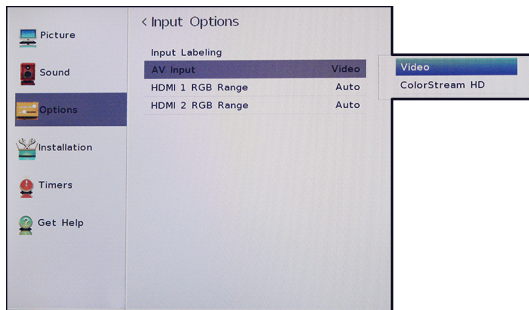 < Input Options
Picture
Sound
Options
Installation
Timers
Get Help
Input Labeling
AV Input Video
HDMI 1 RGB Range Auto
HDMI 2 RGB Range Auto
Video
ColorStream HD